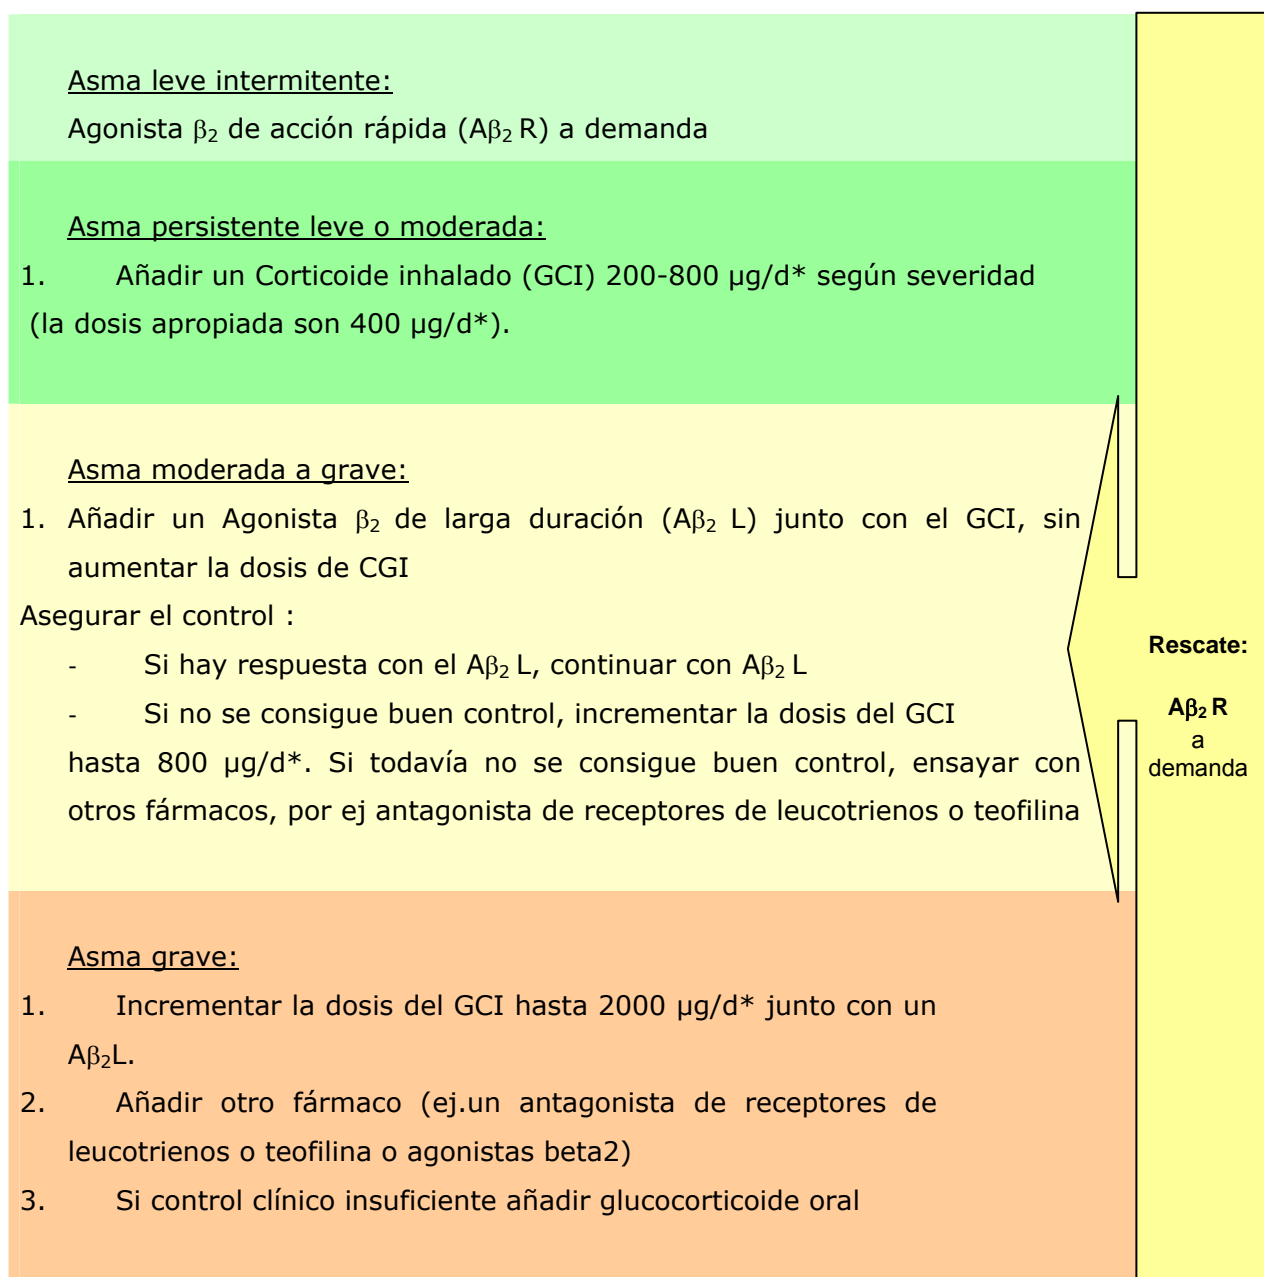 Asma leve intermitente:
Agonista β₂ de acción rápida (Aβ₂ R) a demanda
Asma persistente leve o moderada:
1. Añadir un Corticoide inhalado (GCI) 200-800 µg/d* según severidad
(la dosis apropiada son 400 µg/d*).
Asma moderada a grave:
1. Añadir un Agonista β₂ de larga duración (Aβ₂ L) junto con el GCI, sin
aumentar la dosis de CGI
Asegurar el control :
- Si hay respuesta con el Aβ₂ L, continuar con Aβ₂ L
- Si no se consigue buen control, incrementar la dosis del GCI
hasta 800 µg/d*. Si todavía no se consigue buen control, ensayar con
otros fármacos, por ej antagonista de receptores de leucotrienos o teofilina
Asma grave:
1. Incrementar la dosis del GCI hasta 2000 µg/d* junto con un
Aβ₂L.
2. Añadir otro fármaco (ej.un antagonista de receptores de
leucotrienos o teofilina o agonistas beta2)
3. Si control clínico insuficiente añadir glucocorticoide oral
Rescate:
Aβ₂ R
a
demanda